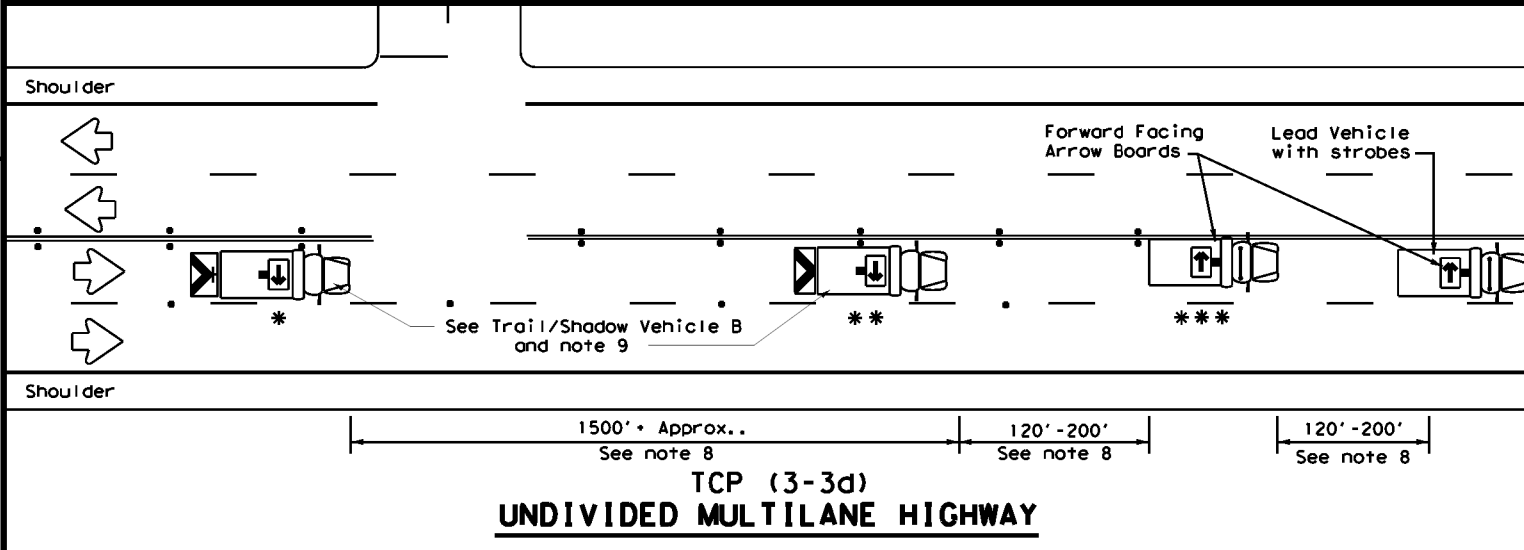 Shoulder
Forward Facing
Arrow Boards
Lead Vehicle
with strobes
*
**
***
See Trail/Shadow Vehicle B
and note 9
Shoulder
1500'+ Approx..
See note 8
120'-200'
See note 8
120'-200'
See note 8
TCP (3-3d)
UNDIVIDED MULTILANE HIGHWAY